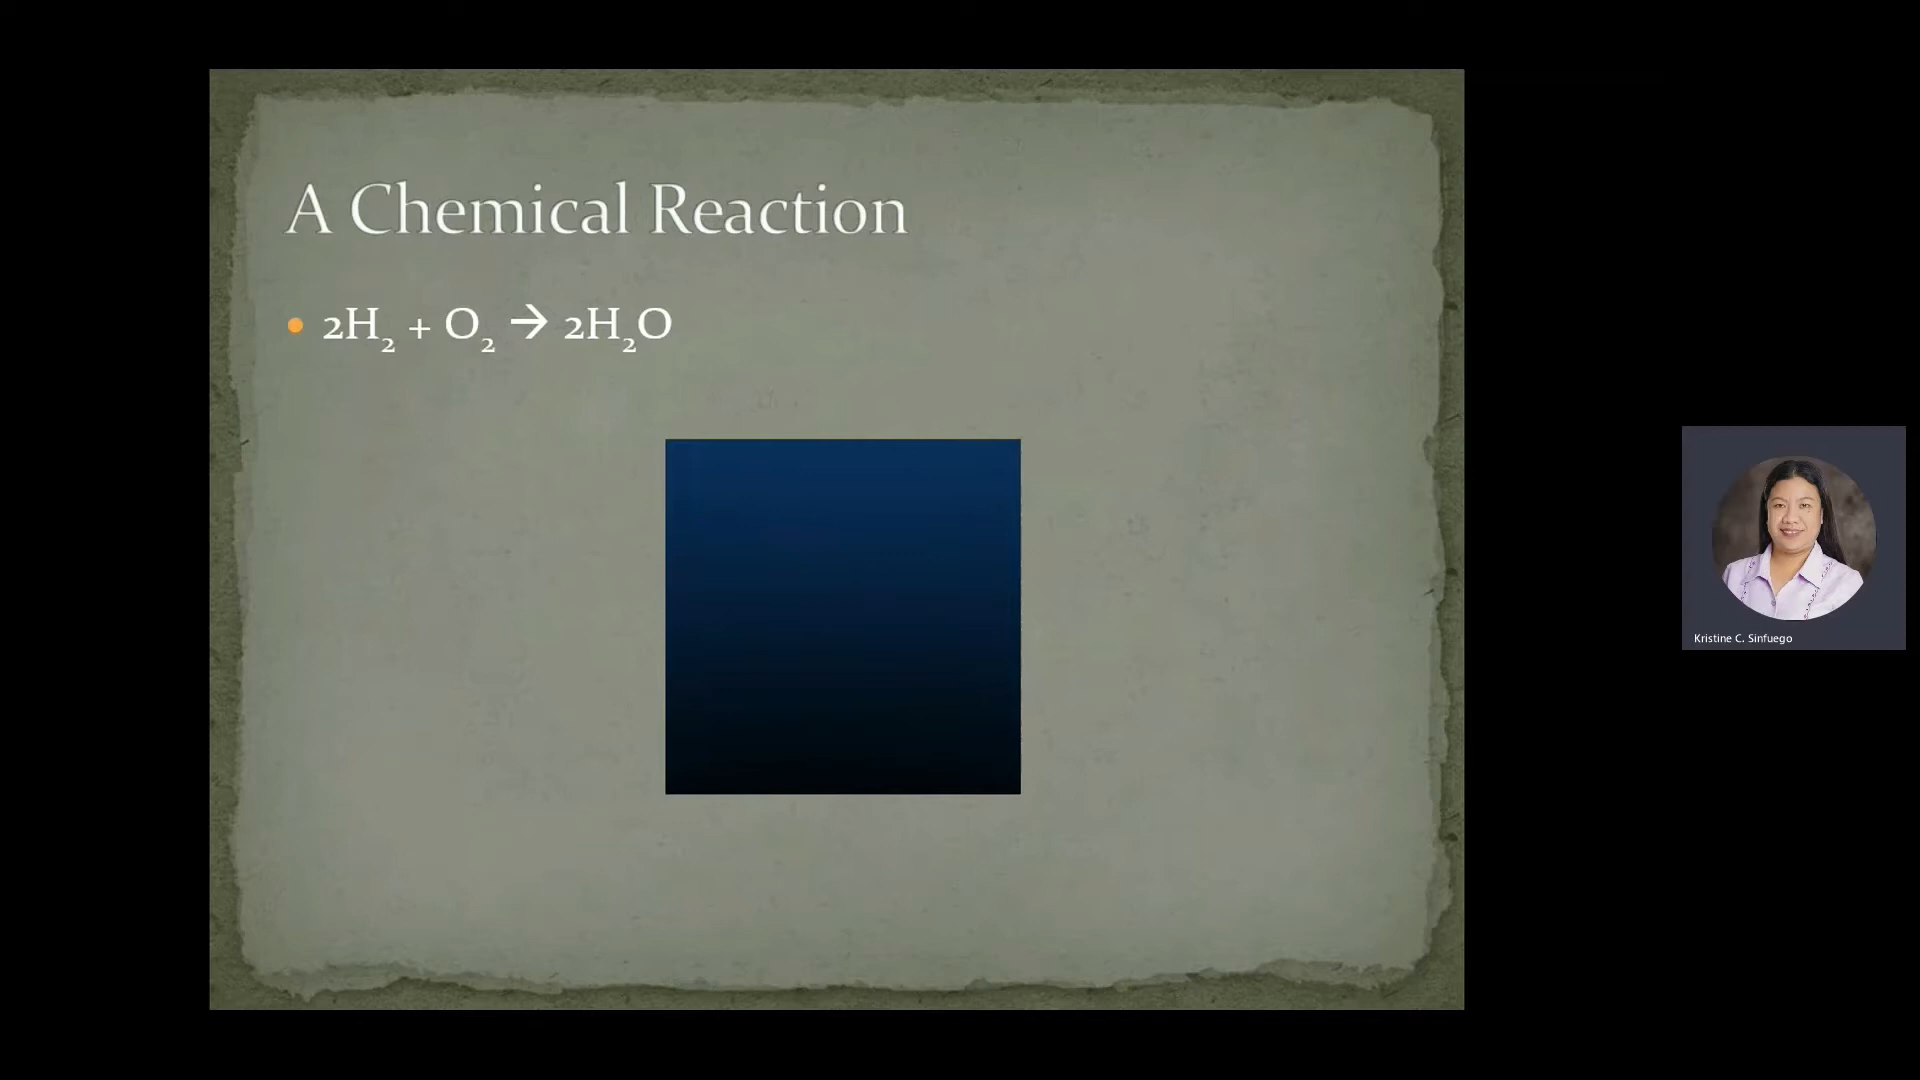 A Chemical Reaction
• 2H₂ + O₂ → 2H₂O
Kristine C. Sinfuego